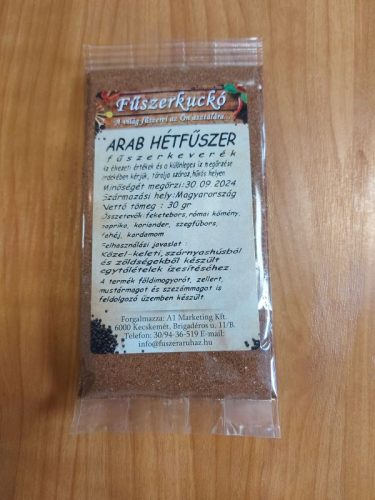 Fűszerkuckó
A világ fűszerei az Ön asztalára...
ARAB HÉTFŰSZER
fűszerkeverék
Az élvezeti értékek és a különleges íz megőrzése
érdekében kérjük, tárolja száraz, hűvös helyen.
Minőségét megőrzi:30.09.2024
Származási hely:Magyarország
Nettó tömeg : 30 gr
Összetevők feketebors, római kömény,
paprika, koriander, szegfűbors,
fahéj, kardamom
Felhasználási javaslat :
Közel-keleti, szárnyashúsból
és zöldségekből készült
egytálételek ízesítéséhez
A termék földimogyorót, zellert,
mustármagot és szezámmagot is
feldolgozó üzemben készült.
Forgalmazza: A1 Marketing Kft.
6000 Kecskemét, Brigadéros u. 11/B.
Telefon: 30/94-36-519 E-mail:
info@fuszeraruhaz.hu